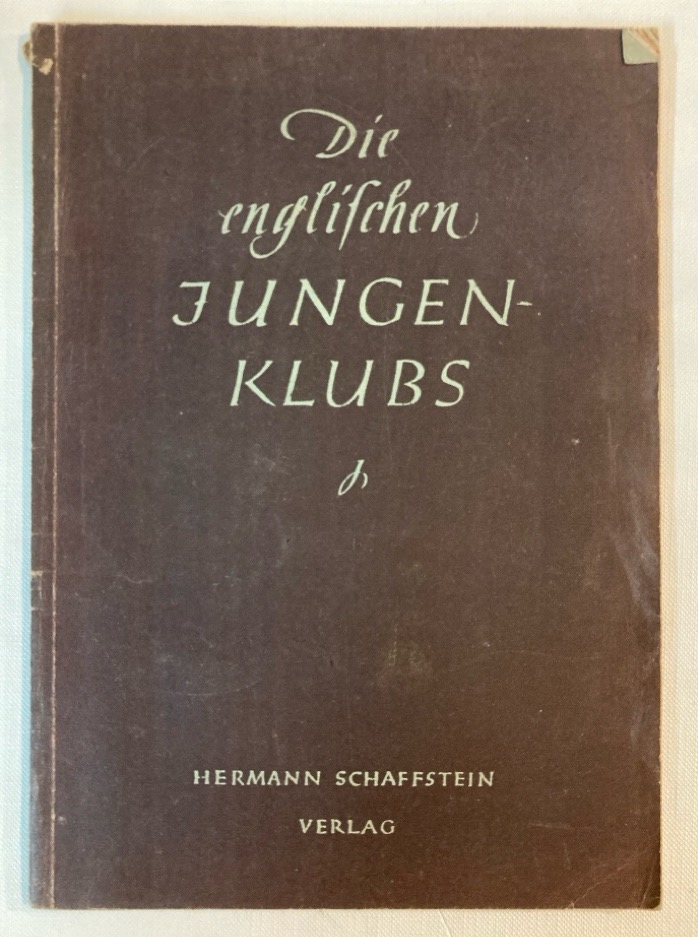 Die
engliſchen
JUNGEN-
KLUBS
HERMANN SCHAFFSTEIN
VERLAG